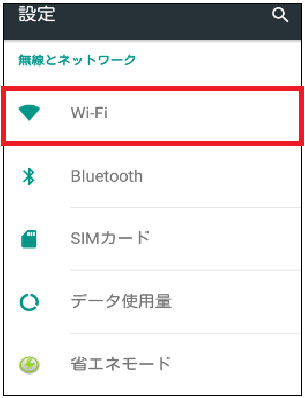 設定
無線とネットワーク
Wi-Fi
Bluetooth
SIMカード
データ使用量
省エネモード